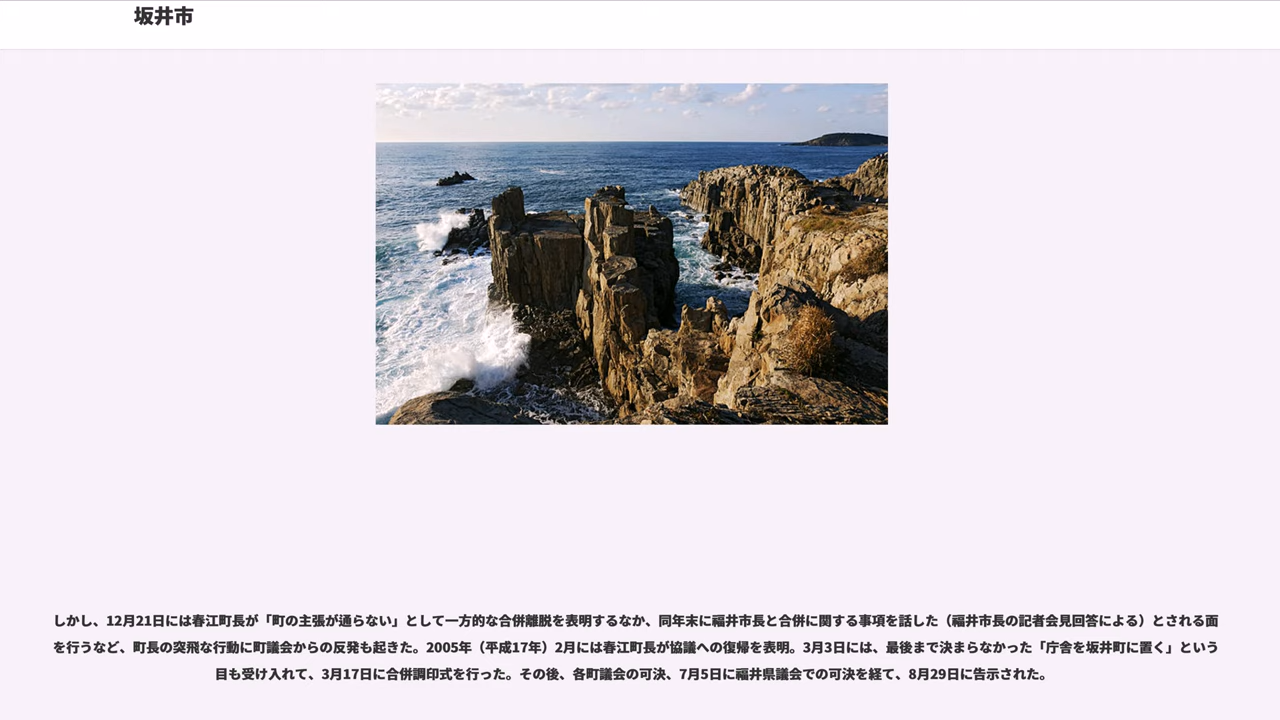 坂井市
しかし、12月21日には春江町長が「町の主張が通らない」として一方的な合併離脱を表明するなか、同年末に福井市長と合併に関する事項を話した（福井市長の記者会見回答による）とされる面
を行うなど、町長の突飛な行動に町議会からの反発も起きた。2005年（平成17年）2月には春江町長が協議への復帰を表明。3月3日には、最後まで決まらなかった「庁舎を坂井町に置く」という
目も受け入れて、3月17日に合併調印式を行った。その後、各町議会の可決、7月5日に福井県議会での可決を経て、8月29日に告示された。